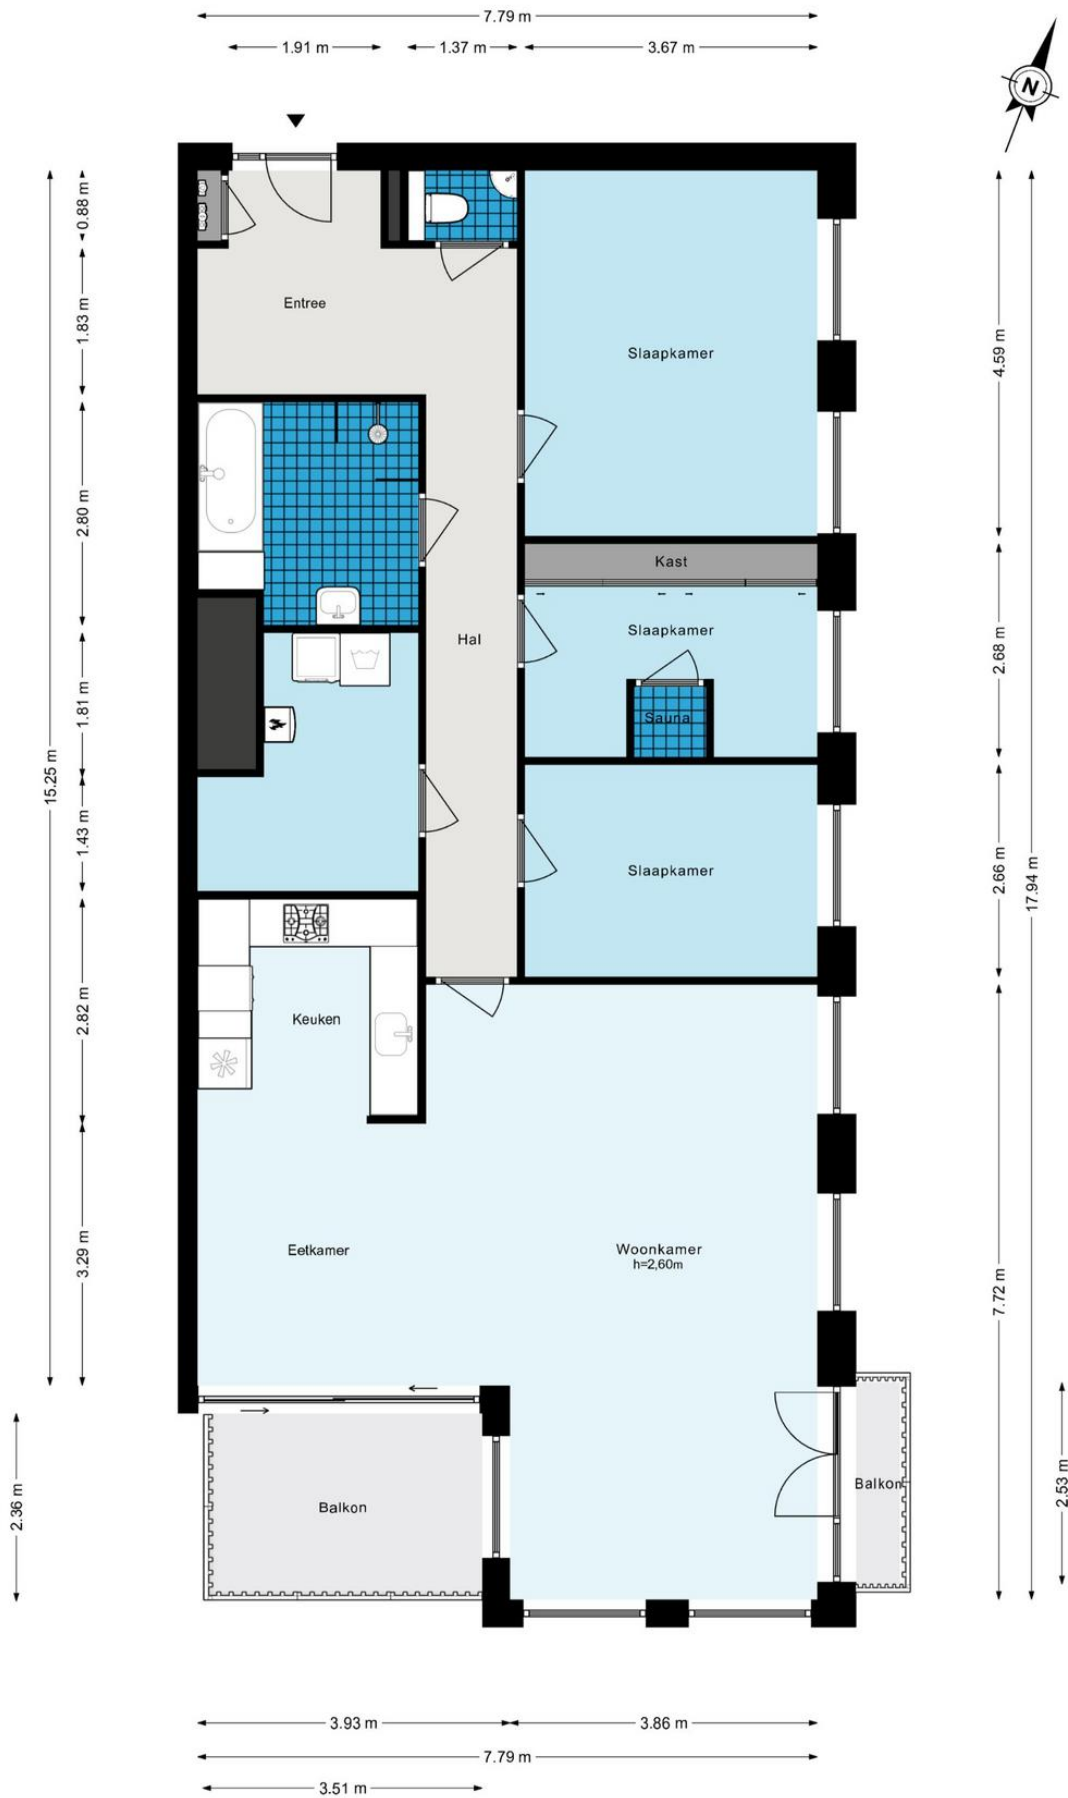 7.79 m
1.91 m
1.37 m
3.67 m
N
0.88 m
1.83 m
Entree
Slaapkamer
4.59 m
2.80 m
Kast
Slaapkamer
Hal
2.68 m
1.81 m
Sauna
15.25 m
1.43 m
Slaapkamer
2.66 m
17.94 m
2.82 m
Keuken
3.29 m
Eetkamer
Woonkamer
h=2,60m
7.72 m
2.36 m
Balkon
Balkon
2.53 m
3.93 m
3.86 m
7.79 m
3.51 m